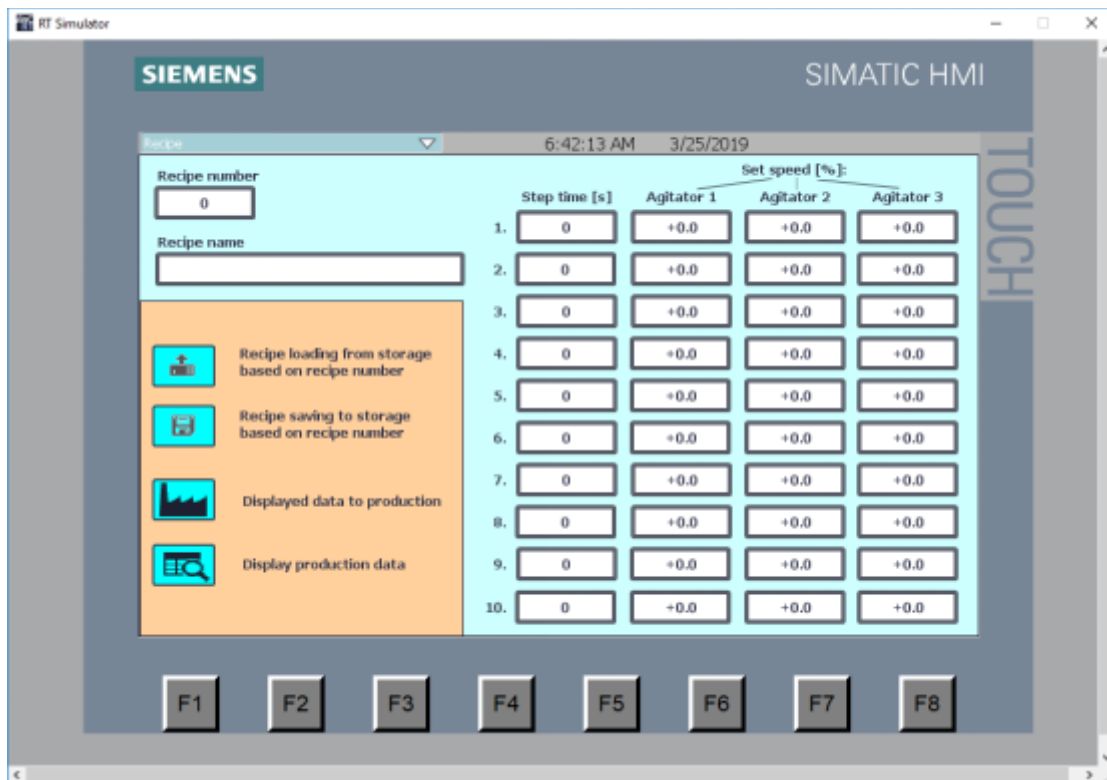 RT Simulator
SIEMENS
SIMATIC HMI
Recipe
6:42:13 AM 3/25/2019
TOUCH
Recipe number
0
Recipe name
Set speed [%]:
Step time [s] Agitator 1 Agitator 2 Agitator 3
1. 0 +0.0 +0.0 +0.0
2. 0 +0.0 +0.0 +0.0
3. 0 +0.0 +0.0 +0.0
4. 0 +0.0 +0.0 +0.0
5. 0 +0.0 +0.0 +0.0
6. 0 +0.0 +0.0 +0.0
7. 0 +0.0 +0.0 +0.0
8. 0 +0.0 +0.0 +0.0
9. 0 +0.0 +0.0 +0.0
10. 0 +0.0 +0.0 +0.0
Recipe loading from storage
based on recipe number
Recipe saving to storage
based on recipe number
Displayed data to production
Display production data
F1 F2 F3 F4 F5 F6 F7 F8